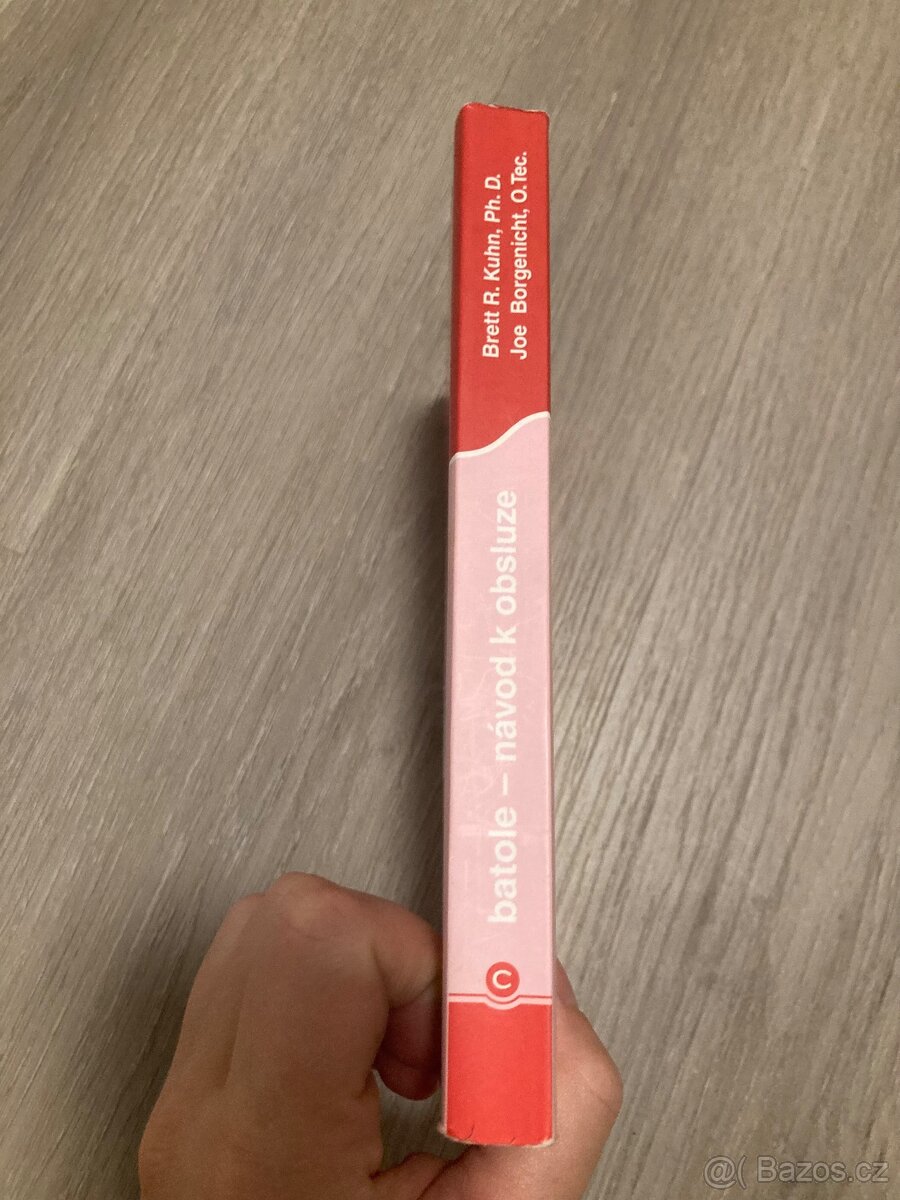 Brett R. Kuhn, Ph. D.
Joe Borgenicht, O.Tec.
batole – návod k obsluze
C
@( Bazos.cz